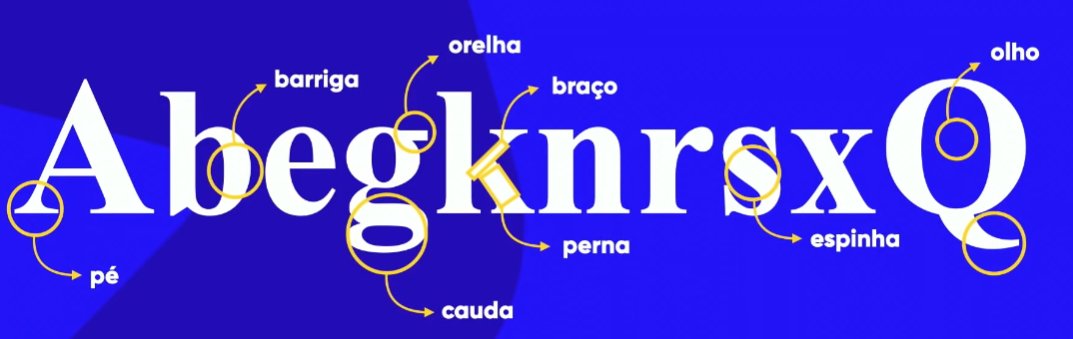 orelha
olho
barriga
braço
AbegknrsxQ
espinha
perna
pé
cauda